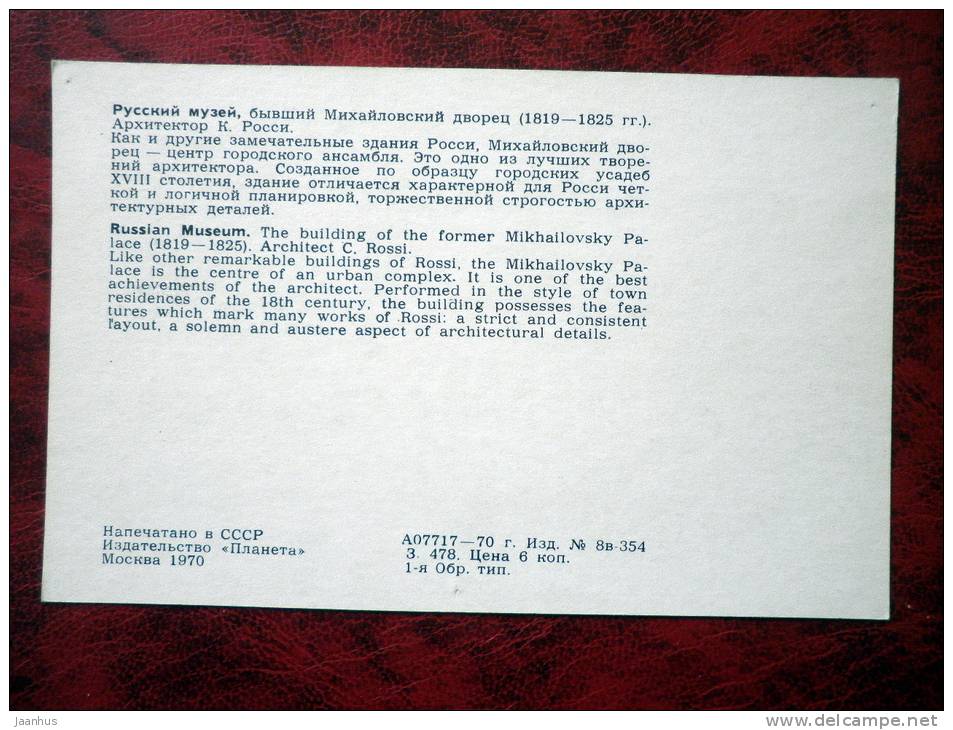 Русский музей, бывший Михайловский дворец (1819—1825 гг.).
Архитектор К. Росси.
Как и другие замечательные здания Росси, Михайловский дво-
рец — центр городского ансамбля. Это одно из лучших творе-
ний архитектора. Созданное по образцу городских усадеб
XVIII столетия, здание отличается характерной для Росси чет-
кой и логичной планировкой, торжественной строгостью архи-
тектурных деталей.
Russian Museum. The building of the former Mikhailovsky Pa-
lace (1819—1825). Architect C. Rossi.
Like other remarkable buildings of Rossi, the Mikhailovsky Pa-
lace is the centre of an urban complex. It is one of the best
achievements of the architect. Performed in the style of town
residences of the 18th century, the building possesses the fea-
tures which mark many works of Rossi: a strict and consistent
layout, a solemn and austere aspect of architectural details.
Напечатано в СССР
Издательство «Планета»
Москва 1970
А07717—70 г. Изд. № 8в-354
З. 478. Цена 6 коп.
1-я Обр. тип.
jaanhus
www.delcampe.net